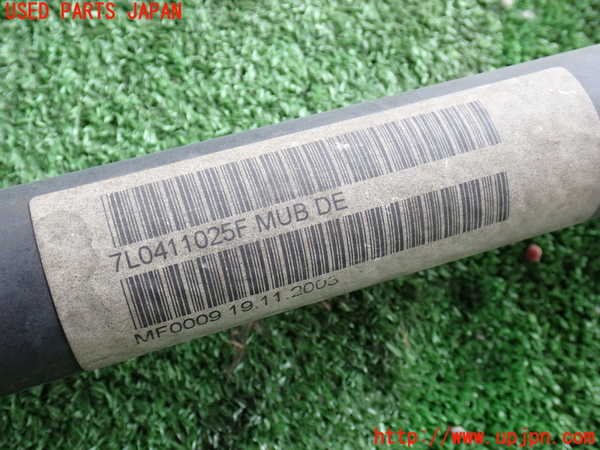 USED PARTS JAPAN
7L0411025F MUB DE
MF0009 19.11.2003
http://www.upjpn.com/